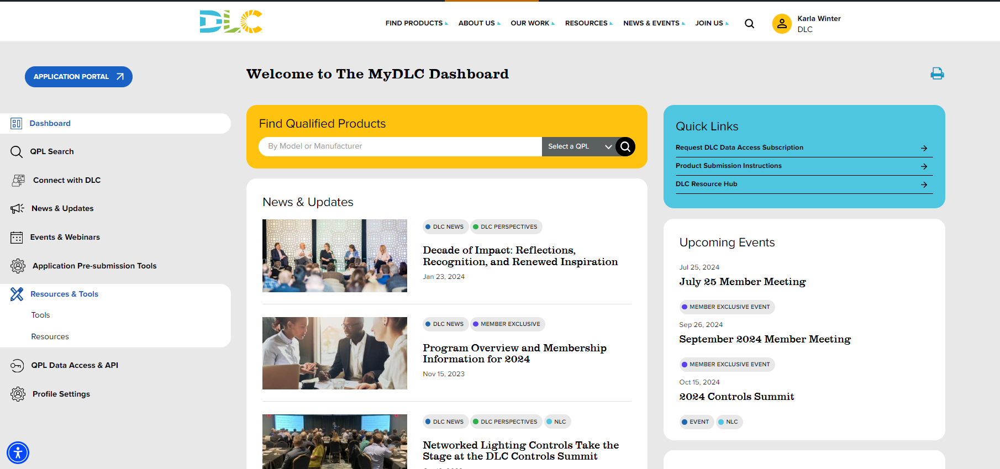 DLC
FIND PRODUCTS
ABOUT US
OUR WORK
RESOURCES
NEWS & EVENTS
JOIN US
Karla Winter
DLC
APPLICATION PORTAL
Dashboard
QPL Search
Connect with DLC
News & Updates
Events & Webinars
Application Pre-submission Tools
Resources & Tools
Tools
Resources
QPL Data Access & API
Profile Settings
Welcome to The MyDLC Dashboard
Find Qualified Products
By Model or Manufacturer
Select a QPL
News & Updates
DLC NEWS
DLC PERSPECTIVES
Decade of Impact: Reflections,
Recognition, and Renewed Inspiration
Jan 23, 2024
DLC NEWS
MEMBER EXCLUSIVE
Program Overview and Membership
Information for 2024
Nov 15, 2023
DLC NEWS
DLC PERSPECTIVES
NLC
Networked Lighting Controls Take the
Stage at the DLC Controls Summit
Quick Links
Request DLC Data Access Subscription
Product Submission Instructions
DLC Resource Hub
Upcoming Events
Jul 25, 2024
July 25 Member Meeting
MEMBER EXCLUSIVE EVENT
Sep 26, 2024
September 2024 Member Meeting
MEMBER EXCLUSIVE EVENT
Oct 15, 2024
2024 Controls Summit
EVENT
NLC